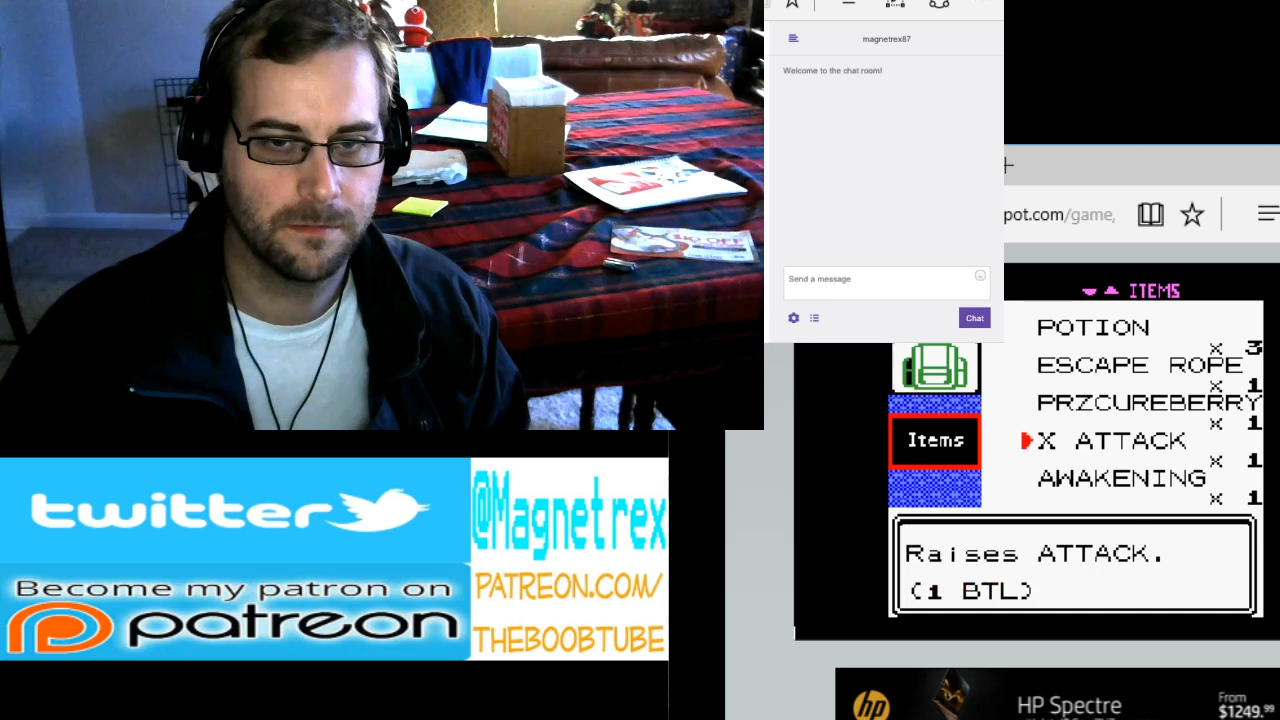 magnetrex87
Welcome to the chat room!
Send a message
Chat
pot.com/game,
ITEMS
POTION
x 3
ESCAPE ROPE
x 1
PRZCUREBERRY
x 1
X ATTACK
x 1
AWAKENING
x 1
Items
Raises ATTACK.
(1 BTL)
twitter
@Magnetrex
Become my patron on
patreon
PATREON.COM/
THEBOOBTUBE
hp
HP Spectre
From
$1249.99